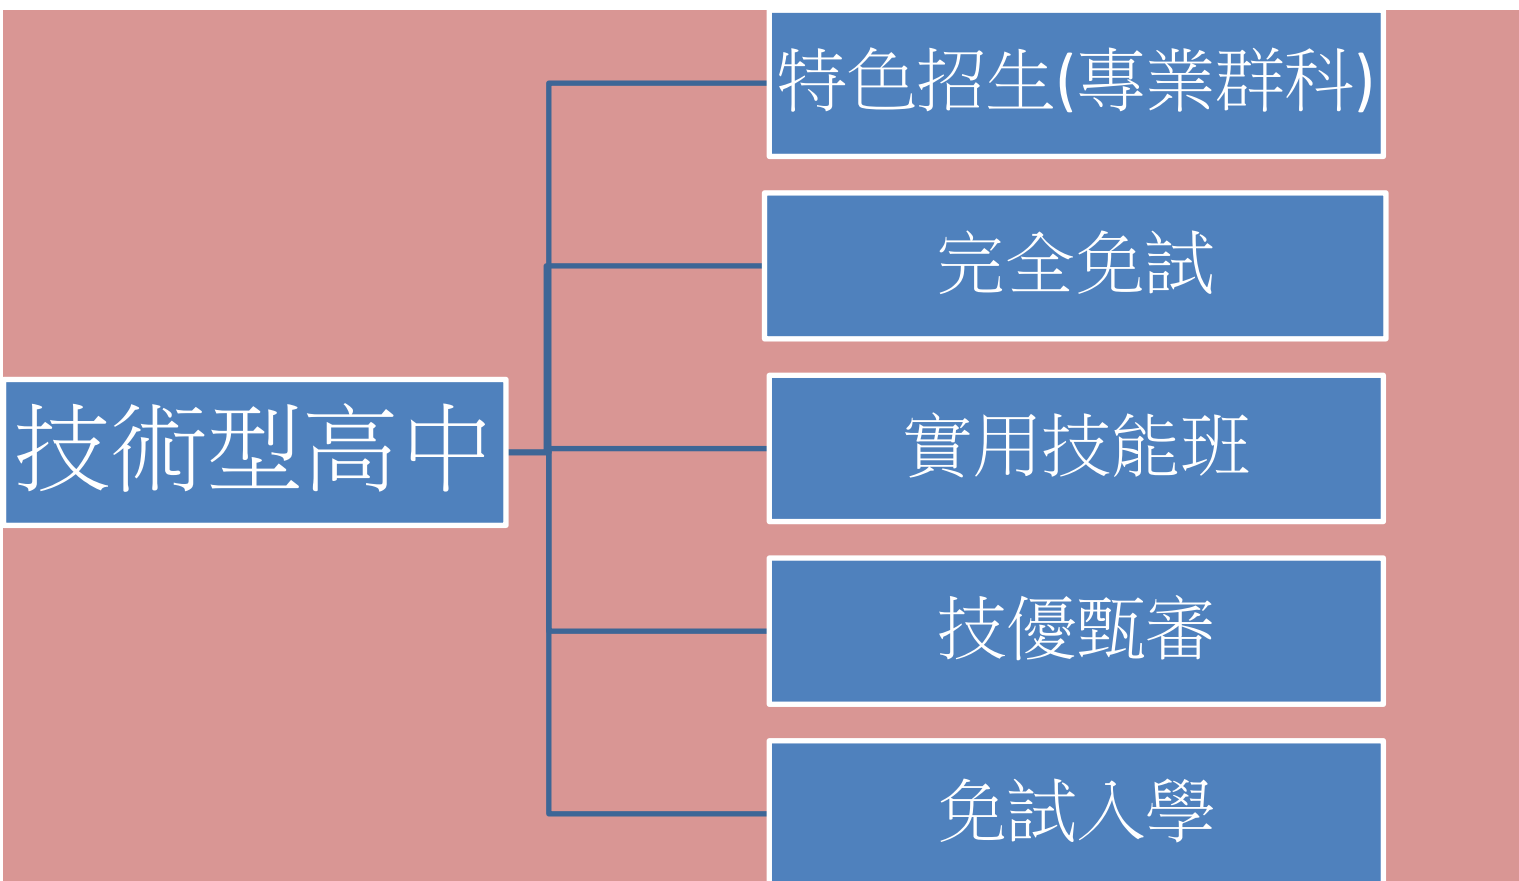 特色招生(專業群科)
完全免試
技術型高中
實用技能班
技優甄審
免試入學